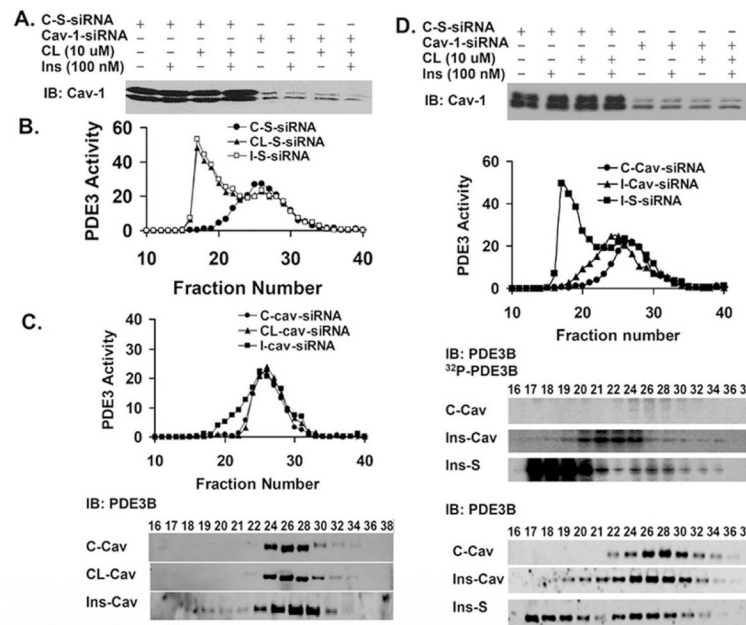 A.
C-S-siRNA + + + + − − − −
Cav-1-siRNA − − − − + + + +
CL (10 uM) − − + + − − + +
Ins (100 nM) − + − + − + − +
IB: Cav-1
B.
C-S-siRNA
CL-S-siRNA
I-S-siRNA
PDE3 Activity
60
40
20
0
10 20 30 40
Fraction Number
C.
C-cav-siRNA
CL-cav-siRNA
I-cav-siRNA
PDE3 Activity
40
30
20
10
0
10 20 30 40
Fraction Number
IB: PDE3B
16 17 18 19 20 21 22 24 26 28 30 32 34 36 38
C-Cav
CL-Cav
Ins-Cav
D.
C-S-siRNA + + + + − − − −
Cav-1-siRNA − − − − + + + +
CL (10 uM) − − + + − − + +
Ins (100 nM) − + − + − + − +
IB: Cav-1
C-Cav-siRNA
I-Cav-siRNA
I-S-siRNA
PDE3 Activity
60
40
20
0
10 20 30 40
Fraction number
IB: PDE3B
32P-PDE3B
16 17 18 19 20 21 22 24 26 28 30 32 34 36 3
C-Cav
Ins-Cav
Ins-S
IB: PDE3B
16 17 18 19 20 21 22 24 26 28 30 32 34 36 3
C-Cav
Ins-Cav
Ins-S